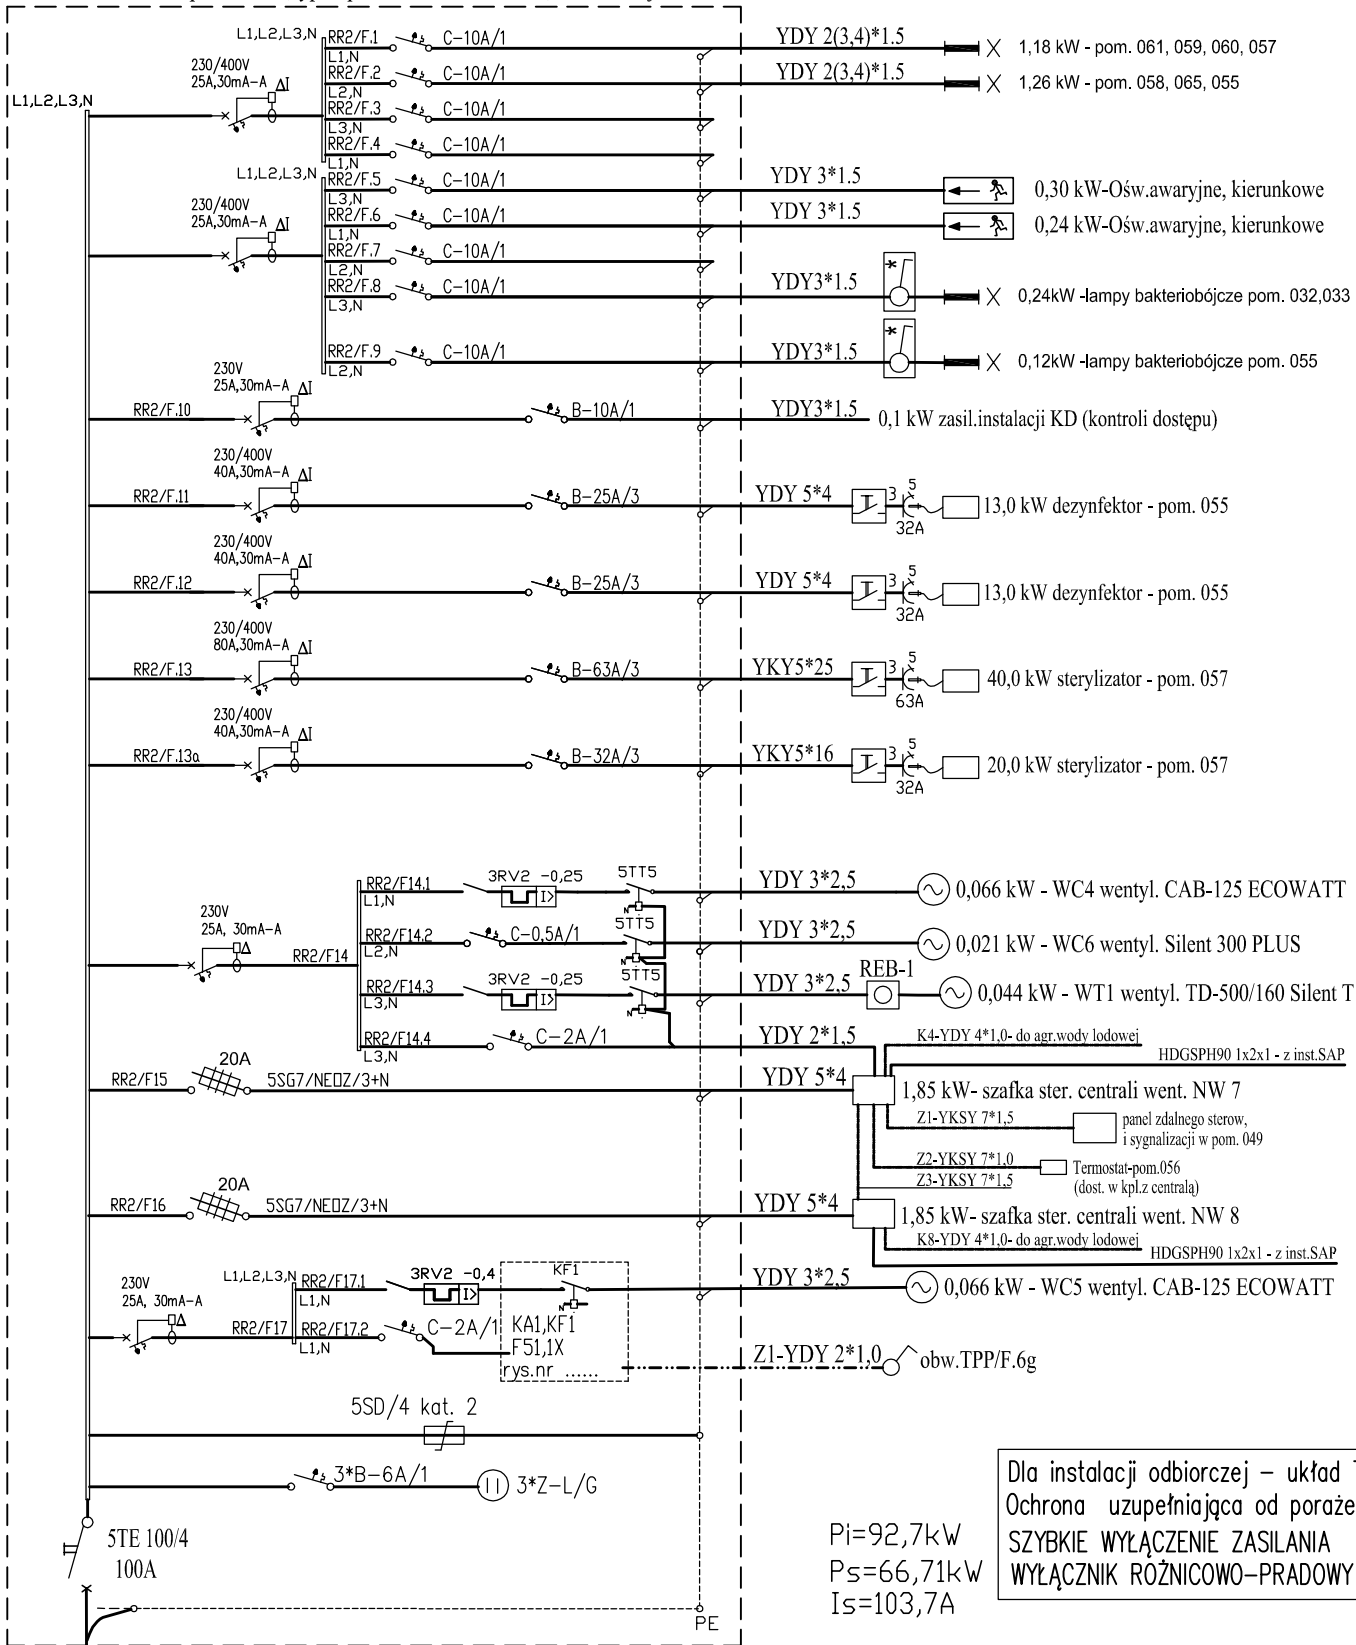 L1,L2,L3,N
L1,L2,L3,N
230/400V
25A,30mA-A ΔI
RR2/F.1 C-10A/1 YDY 2(3,4)*1.5 1,18 kW - pom. 061, 059, 060, 057
L1,N
RR2/F.2 C-10A/1 YDY 2(3,4)*1.5 1,26 kW - pom. 058, 065, 055
L2,N
RR2/F.3 C-10A/1
L3,N
RR2/F.4 C-10A/1
L1,N
L1,L2,L3,N
230/400V
25A,30mA-A ΔI
RR2/F.5 C-10A/1 YDY 3*1.5 0,30 kW-Ośw.awaryjne, kierunkowe
L3,N
RR2/F.6 C-10A/1 YDY 3*1.5 0,24 kW-Ośw.awaryjne, kierunkowe
L1,N
RR2/F.7 C-10A/1
L2,N
RR2/F.8 C-10A/1 YDY3*1.5 * 0,24kW -lampy bakteriobójcze pom. 032,033
L3,N
RR2/F.9 C-10A/1 YDY3*1.5 * 0,12kW -lampy bakteriobójcze pom. 055
L2,N
230V
25A,30mA-A ΔI
RR2/F.10 B-10A/1 YDY3*1.5 0,1 kW zasil.instalacji KD (kontroli dostępu)
230/400V
40A,30mA-A ΔI
RR2/F.11 B-25A/3 YDY 5*4 3 5 32A 13,0 kW dezynfektor - pom. 055
230/400V
40A,30mA-A ΔI
RR2/F.12 B-25A/3 YDY 5*4 3 5 32A 13,0 kW dezynfektor - pom. 055
230/400V
80A,30mA-A ΔI
RR2/F.13 B-63A/3 YKY5*25 3 5 63A 40,0 kW sterylizator - pom. 057
230/400V
40A,30mA-A ΔI
RR2/F.13a B-32A/3 YKY5*16 3 5 32A 20,0 kW sterylizator - pom. 057
230V
25A, 30mA-A Δ
RR2/F14
RR2/F14.1 3RV2 -0,25 I> 5TT5 N YDY 3*2,5 0,066 kW - WC4 wentyl. CAB-125 ECOWATT
L1,N
RR2/F14.2 C-0,5A/1 5TT5 N YDY 3*2,5 0,021 kW - WC6 wentyl. Silent 300 PLUS
L2,N
RR2/F14.3 3RV2 -0,25 I> 5TT5 N YDY 3*2,5 REB-1 0,044 kW - WT1 wentyl. TD-500/160 Silent T
L3,N
RR2/F14.4 C-2A/1 YDY 2*1,5
L3,N
K4-YDY 4*1,0- do agr.wody lodowej
HDGSPH90 1x2x1 - z inst.SAP
RR2/F15 20A 5SG7/NEOZ/3+N YDY 5*4 1,85 kW- szafka ster. centrali went. NW 7
Z1-YKSY 7*1,5 panel zdalnego sterow,
i sygnalizacji w pom. 049
Z2-YKSY 7*1,0 Termostat-pom.056
Z3-YKSY 7*1,5 (dost. w kpl.z centralą)
RR2/F16 20A 5SG7/NEOZ/3+N YDY 5*4 1,85 kW- szafka ster. centrali went. NW 8
K8-YDY 4*1,0- do agr.wody lodowej
HDGSPH90 1x2x1 - z inst.SAP
230V
25A, 30mA-A Δ
RR2/F17
L1,L2,L3,N
RR2/F17.1 3RV2 -0,4 I> KF1 N YDY 3*2,5 0,066 kW - WC5 wentyl. CAB-125 ECOWATT
L1,N
RR2/F17.2 C-2A/1
L1,N
KA1,KF1
F51,1X
rys.nr ......
Z1-YDY 2*1,0 obw.TPP/F.6g
5SD/4 kat. 2
3*B-6A/1 3*Z-L/G
5TE 100/4
100A
PE
Pi=92,7kW
Ps=66,71kW
Is=103,7A
Dla instalacji odbiorczej – układ
Ochrona uzupełniająca od poraże
SZYBKIE WYŁĄCZENIE ZASILANIA
WYŁĄCZNIK RÓŻNICOWO-PRADOWY